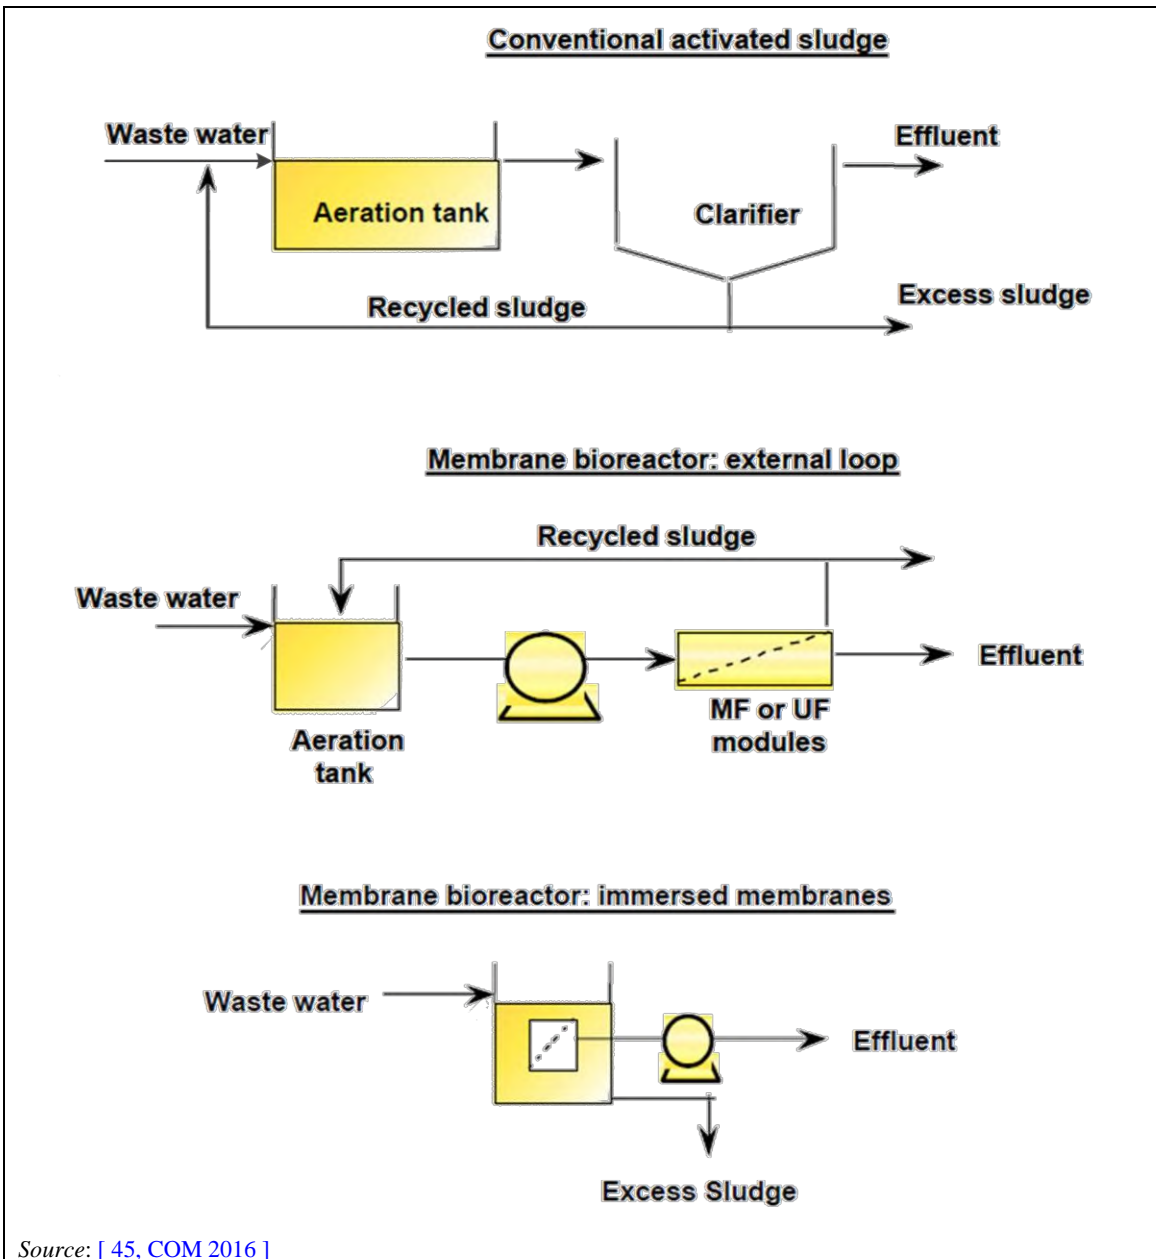 Conventional activated sludge
Waste water
Effluent
Aeration tank
Clarifier
Recycled sludge
Excess sludge
Membrane bioreactor: external loop
Recycled sludge
Waste water
Effluent
MF or UF
modules
Aeration
tank
Membrane bioreactor: immersed membranes
Waste water
Effluent
Excess Sludge
Source: [ 45, COM 2016 ]